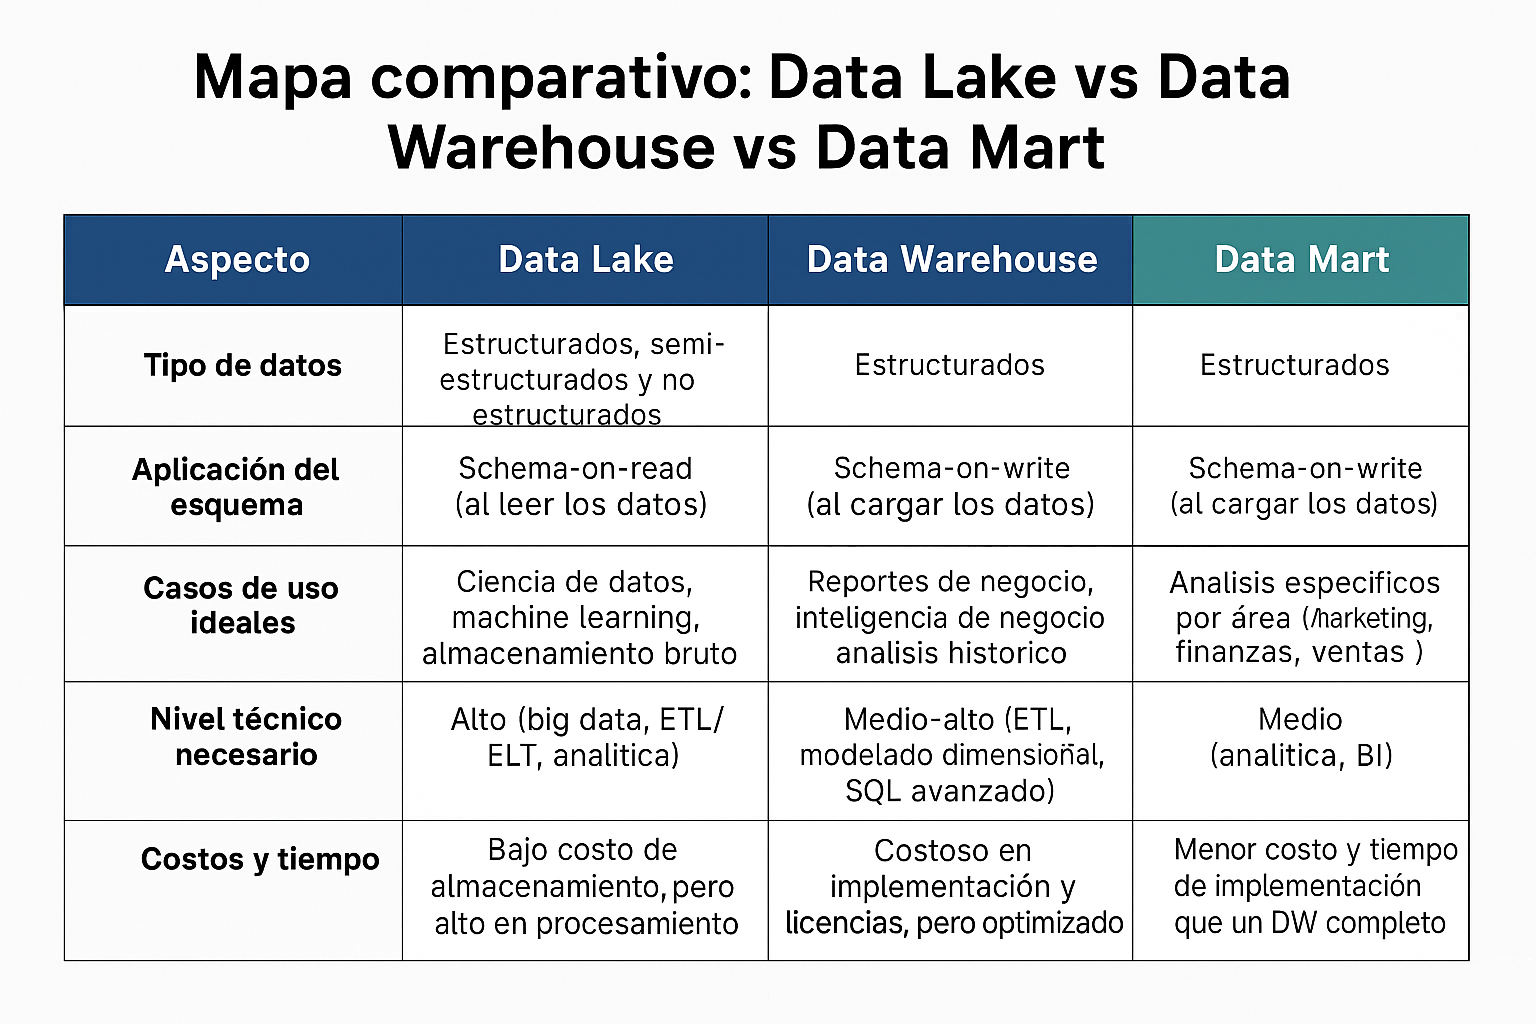 Mapa comparativo: Data Lake vs Data
Warehouse vs Data Mart
Aspecto
Data Lake
Data Warehouse
Data Mart
Tipo de datos
Estructurados, semi-
estructurados y no
estructurados
Estructurados
Estructurados
Aplicación del
esquema
Schema-on-read
(al leer los datos)
Schema-on-write
(al cargar los datos)
Schema-on-write
(al cargar los datos)
Casos de uso
ideales
Ciencia de datos,
machine learning,
almacenamiento bruto
Reportes de negocio,
inteligencia de negocio
analisis historico
Analisis especificos
por área (marketing,
finanzas, ventas )
Nivel técnico
necesario
Alto (big data, ETL/
ELT, analitica)
Medio-alto (ETL,
modelado dimensioñal,
SQL avanzado)
Medio
(analitica, BI)
Costos y tiempo
Bajo costo de
almacenamiento, pero
alto en procesamiento
Costoso en
implementación y
licencias, pero optimizado
Menor costo y tiempo
de implementación
que un DW completo